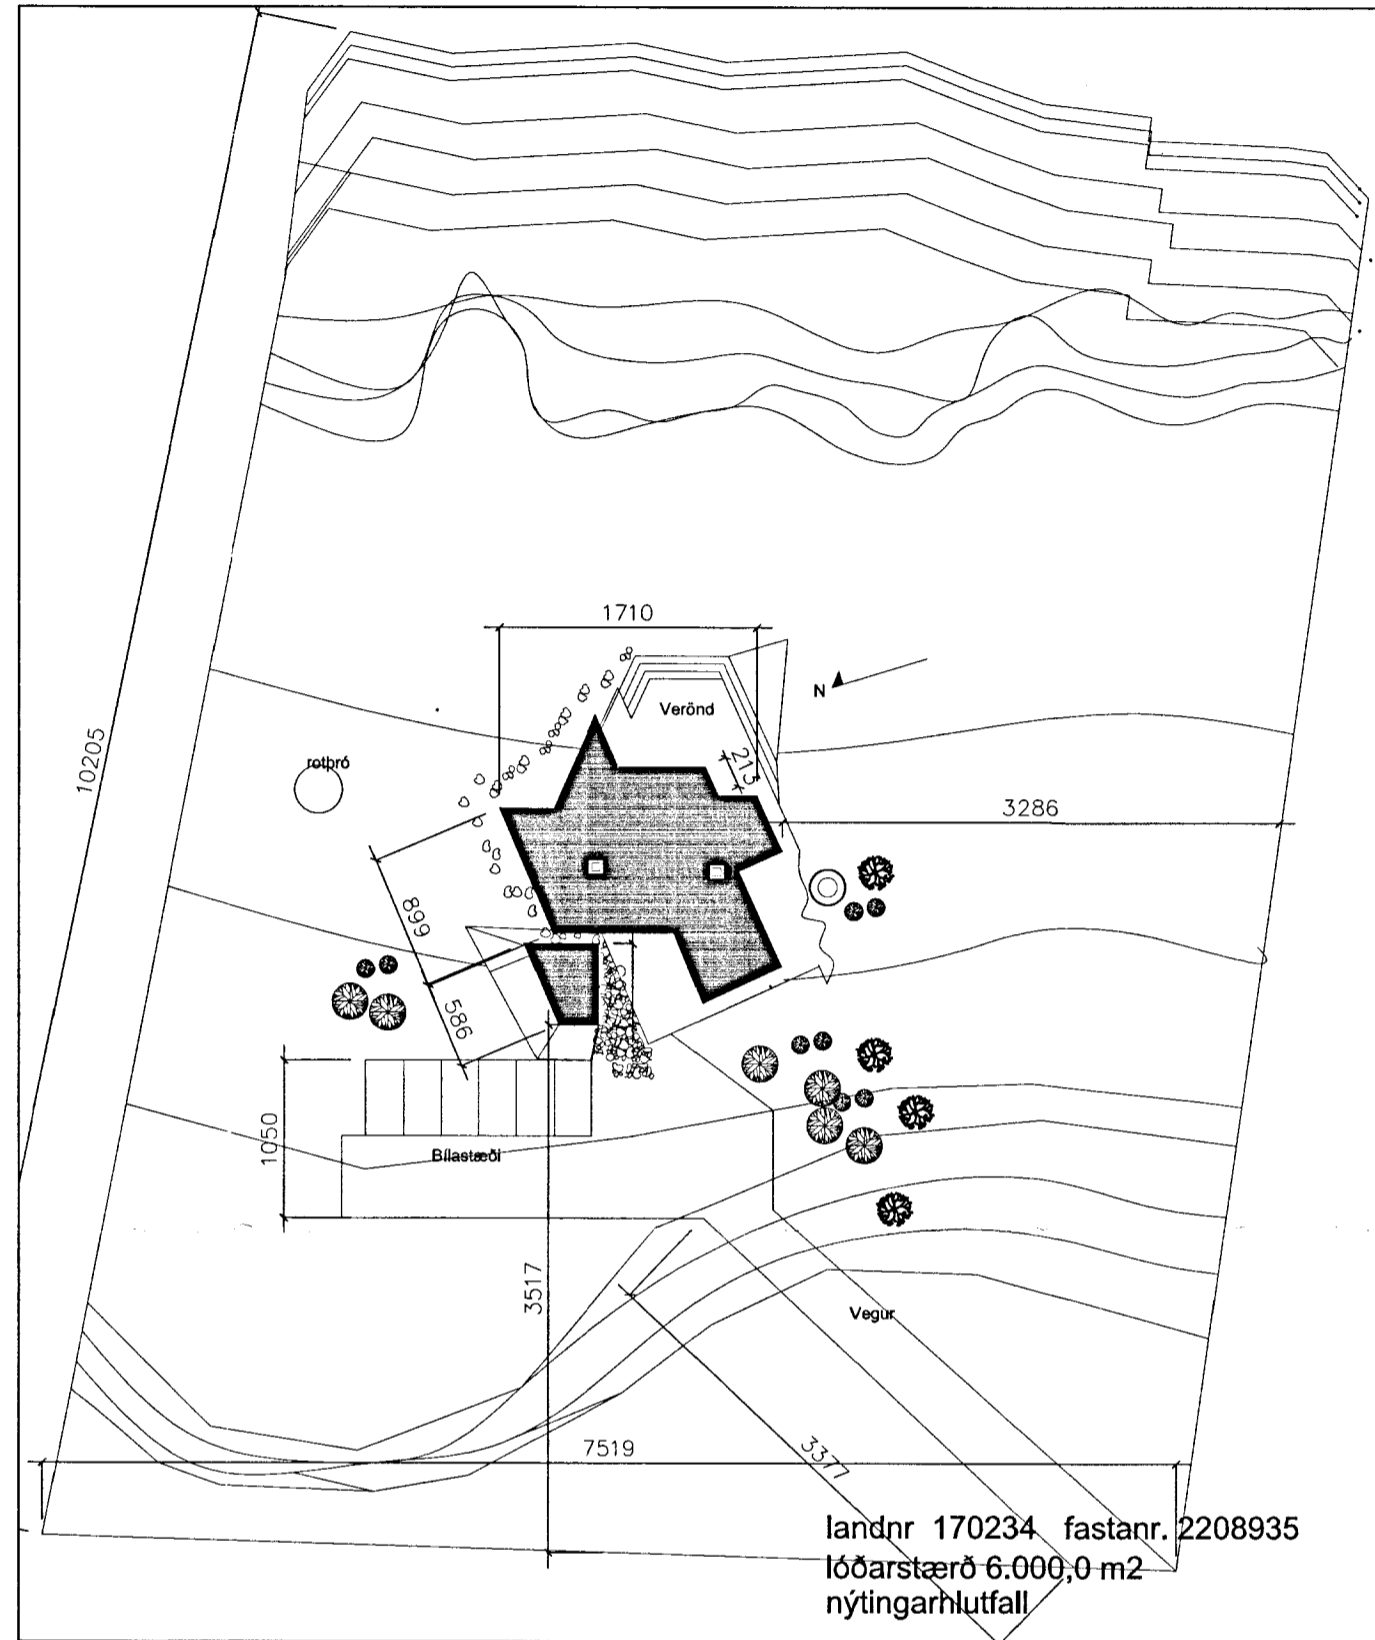 1710
N
Verönd
215
10205
rotþró
3286
899
586
1050
Bílastæði
3517
Vegur
7519
3377
landnr 170234 fastanr. 2208935
lóðarstærð 6.000,0 m2
nýtingarhlutfall